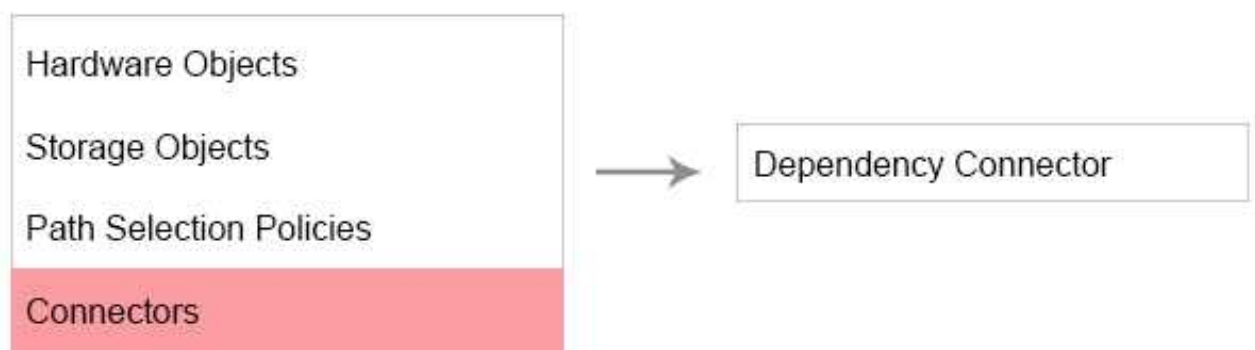 Hardware Objects
Storage Objects
Path Selection Policies
Connectors
Dependency Connector